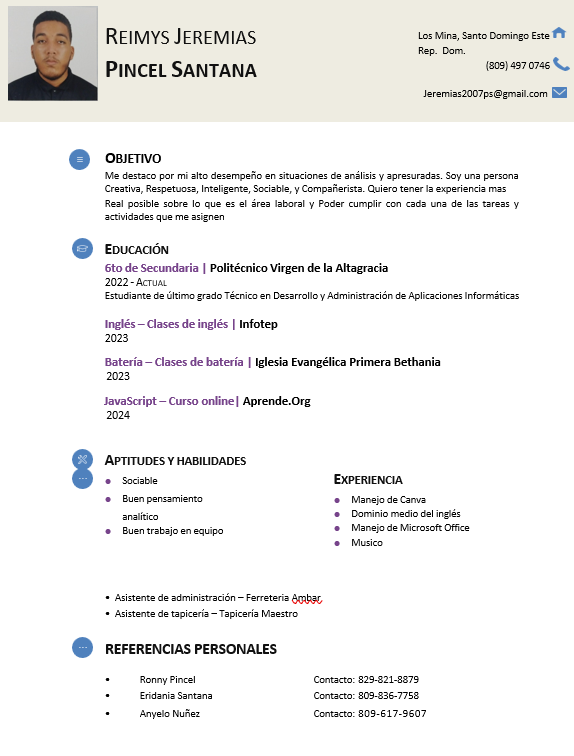 REIMYS JEREMIAS
PINCEL SANTANA
Los Mina, Santo Domingo Este
Rep. Dom.
(809) 497 0746
Jeremias2007ps@gmail.com
OBJETIVO
Me destaco por mi alto desempeño en situaciones de análisis y apresuradas. Soy una persona
Creativa, Respetuosa, Inteligente, Sociable, y Compañerista. Quiero tener la experiencia mas
Real posible sobre lo que es el área laboral y Poder cumplir con cada una de las tareas y
actividades que me asignen
EDUCACIÓN
6to de Secundaria | Politécnico Virgen de la Altagracia
2022 - ACTUAL
Estudiante de último grado Técnico en Desarrollo y Administración de Aplicaciones Informáticas
Inglés – Clases de inglés | Infotep
2023
Batería – Clases de batería | Iglesia Evangélica Primera Bethania
2023
JavaScript – Curso online| Aprende.Org
2024
APTITUDES Y HABILIDADES
• Sociable
• Buen pensamiento
analítico
• Buen trabajo en equipo
EXPERIENCIA
• Manejo de Canva
• Dominio medio del inglés
• Manejo de Microsoft Office
• Musico
• Asistente de administración – Ferreteria Ambar
• Asistente de tapicería – Tapicería Maestro
REFERENCIAS PERSONALES
• Ronny Pincel Contacto: 829-821-8879
• Eridania Santana Contacto: 809-836-7758
• Anyelo Nuñez Contacto: 809-617-9607